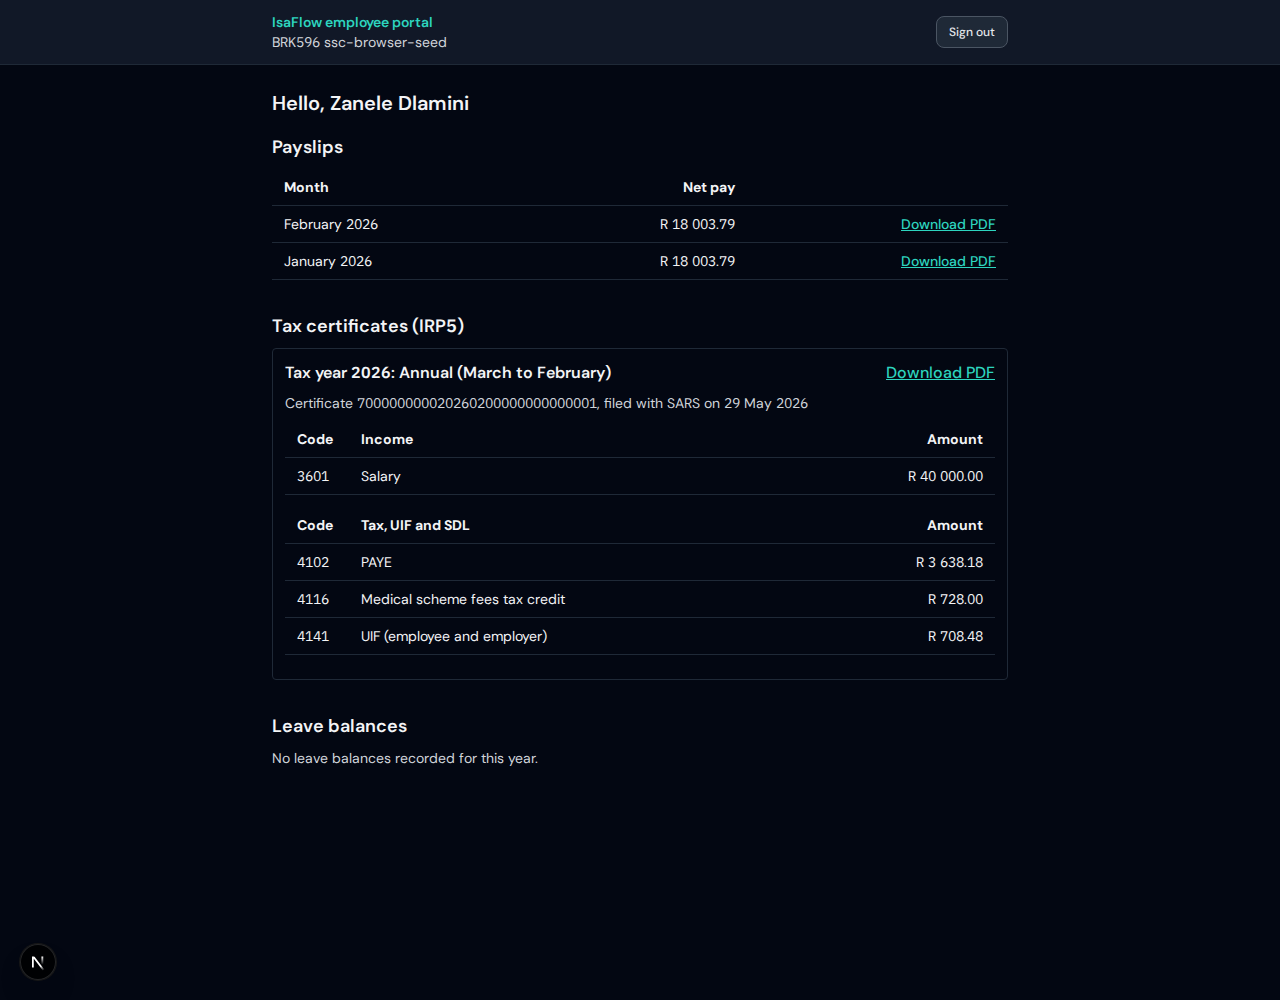 IsaFlow employee portal
BRK596 ssc-browser-seed
Sign out
Hello, Zanele Dlamini
Payslips
Month Net pay
February 2026 R 18 003.79 Download PDF
January 2026 R 18 003.79 Download PDF
Tax certificates (IRP5)
Tax year 2026: Annual (March to February) Download PDF
Certificate 700000000020260200000000000001, filed with SARS on 29 May 2026
Code Income Amount
3601 Salary R 40 000.00
Code Tax, UIF and SDL Amount
4102 PAYE R 3 638.18
4116 Medical scheme fees tax credit R 728.00
4141 UIF (employee and employer) R 708.48
Leave balances
No leave balances recorded for this year.
N